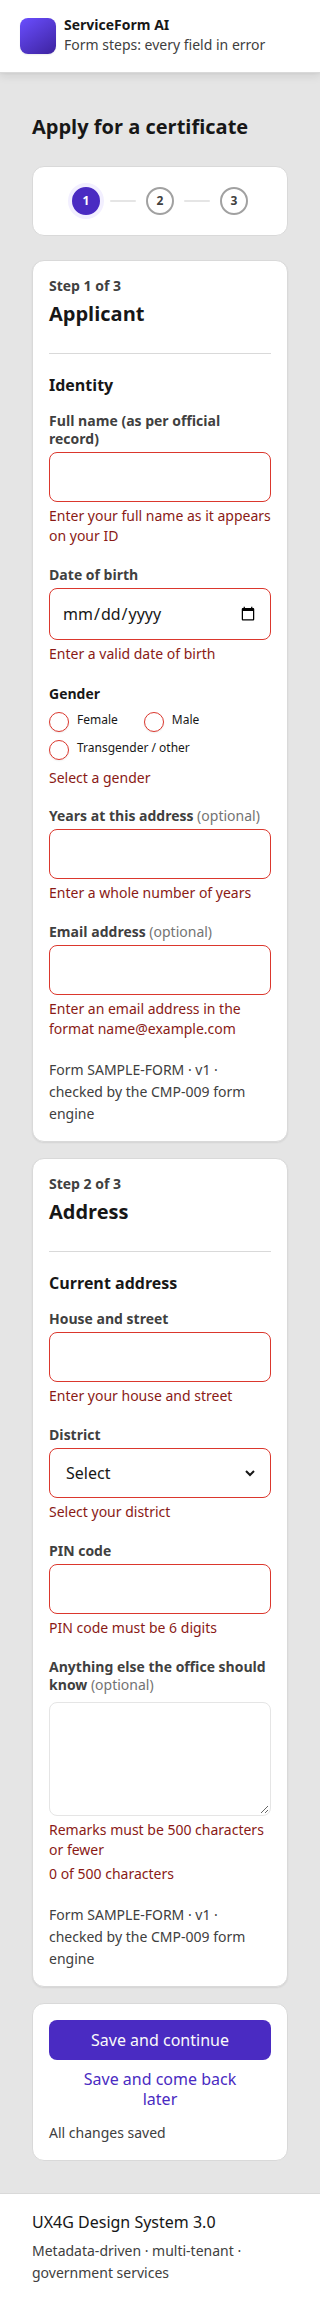 ServiceForm AI
Form steps: every field in error
Apply for a certificate
1
2
3
Step 1 of 3
Applicant
Identity
Full name (as per official
record)
Enter your full name as it appears
on your ID
Date of birth
mm/dd/yyyy
Enter a valid date of birth
Gender
Female
Male
Transgender / other
Select a gender
Years at this address (optional)
Enter a whole number of years
Email address (optional)
Enter an email address in the
format name@example.com
Form SAMPLE-FORM · v1 ·
checked by the CMP-009 form
engine
Step 2 of 3
Address
Current address
House and street
Enter your house and street
District
Select
Select your district
PIN code
PIN code must be 6 digits
Anything else the office should
know (optional)
Remarks must be 500 characters
or fewer
0 of 500 characters
Form SAMPLE-FORM · v1 ·
checked by the CMP-009 form
engine
Save and continue
Save and come back
later
All changes saved
UX4G Design System 3.0
Metadata-driven · multi-tenant ·
government services